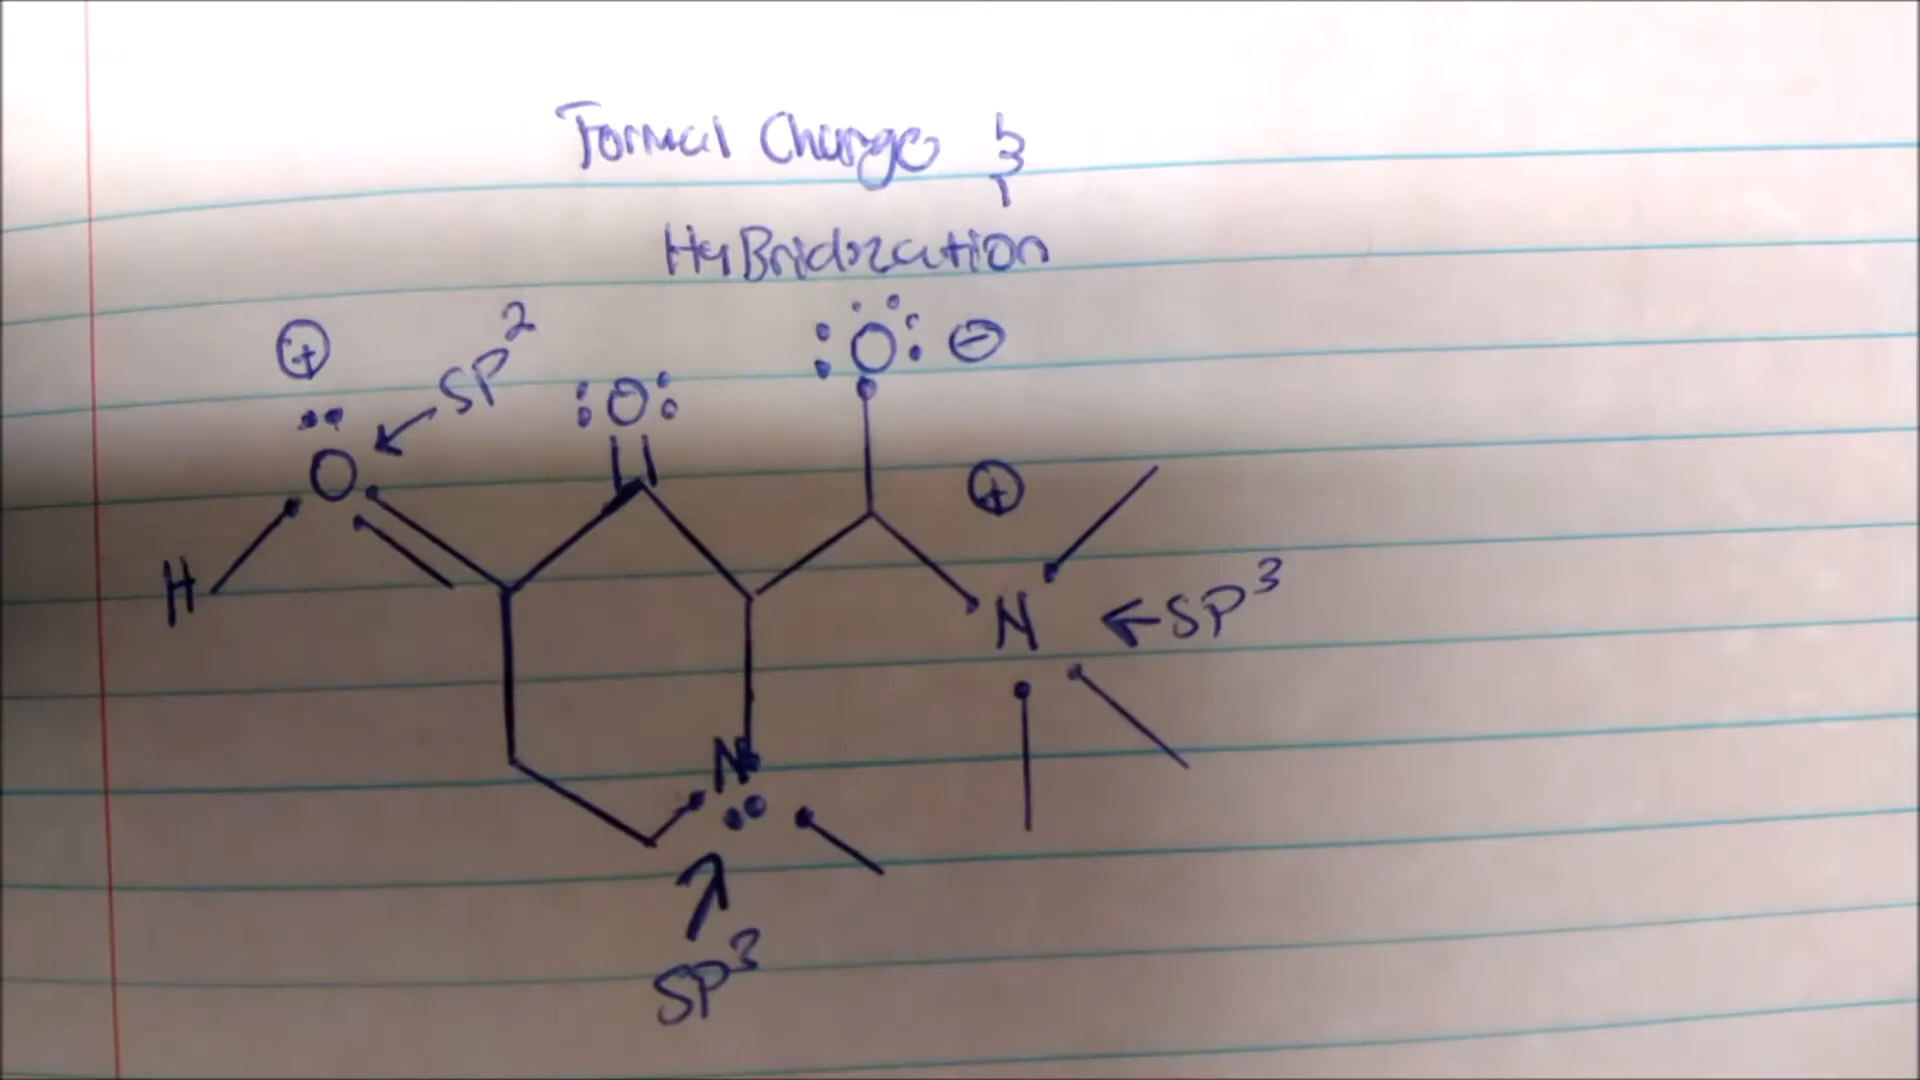 Formal Charge &
HyBridization
⊕ SP²
:O: :O: ⊖
O ⊕
H N ← SP³
N
SP³